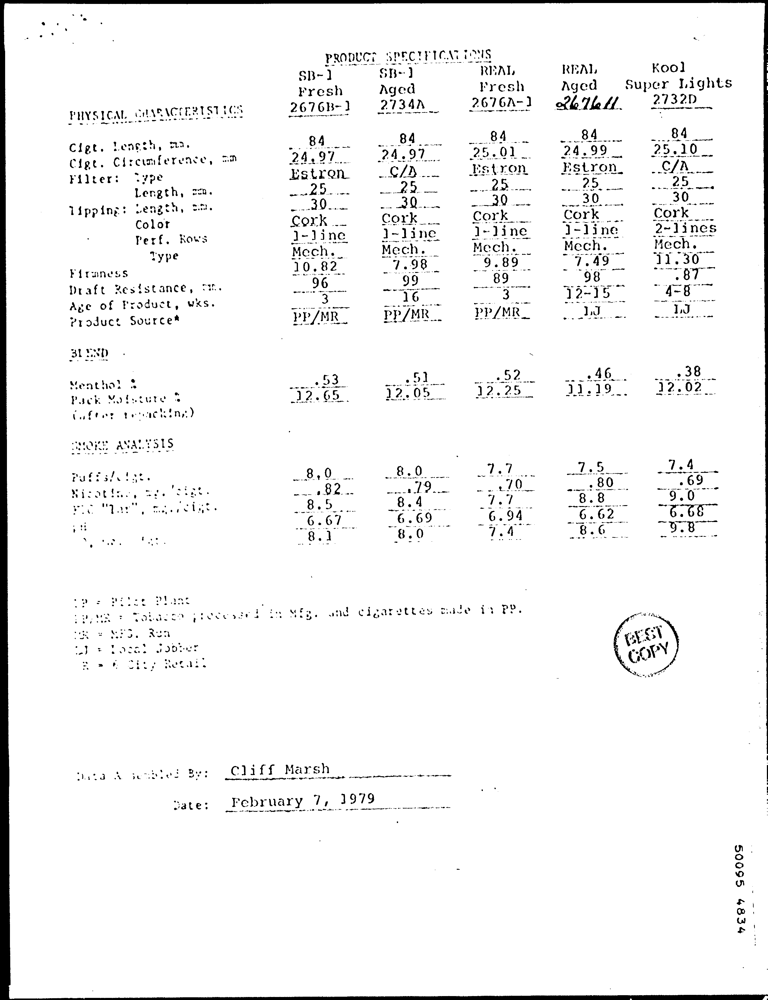 PRODUCT SPECIFICATIONS
SB-1 SB-1 REAL REAL Kool
Fresh Aged Fresh Aged Super Lights
PHYSICAL CHARACTERISTICS 2676B-1 2734A 2676A-1 2732D
Cigt. Length, mm. 84 84 84 84 84
Cigt. Circumference, mm 24.97 24.97 25.01 24.99 25.10
Filter: Type Estron C/A Estron Estron C/A
Length, mm. 25 25 25 25 25
Tipping: Length, mm. 30 30 30 30 30
Color Cork Cork Cork Cork Cork
Perf. Rows 1-line 1-line 1-line 1-line 2-lines
Type Mech. Mech. Mech. Mech. Mech.
Firmness 10.82 7.98 9.89 7.49 11.30
Draft Resistance, mm. 96 99 89 98 .87
Age of Product, wks. 3 16 3 12-15 4-8
Product Source* PP/MR PP/MR PP/MR LJ LJ
BLEND
Menthol % .53 .51 .52 .46 .38
Pack Moisture % 12.65 12.05 12.25 11.19 12.02
(after repacking)
SMOKE ANALYSIS
Puffs/cigt. 8.0 8.0 7.7 7.5 7.4
Nicotine, mg./cigt. .82 .79 .70 .80 .69
FTC "Tar", mg./cigt. 8.5 8.4 7.7 8.8 9.0
pH 6.67 6.69 6.94 6.62 6.68
8.1 8.0 7.4 8.6 9.8
PP = Pilot Plant
PP/MR = Tobacco processed in Mfg. and cigarettes made in PP.
MR = MFG. Run
LJ = Local Jobber
R = 6 City Retail
BEST
COPY
Data Assembled By: Cliff Marsh
Date: February 7, 1979
50095 4834